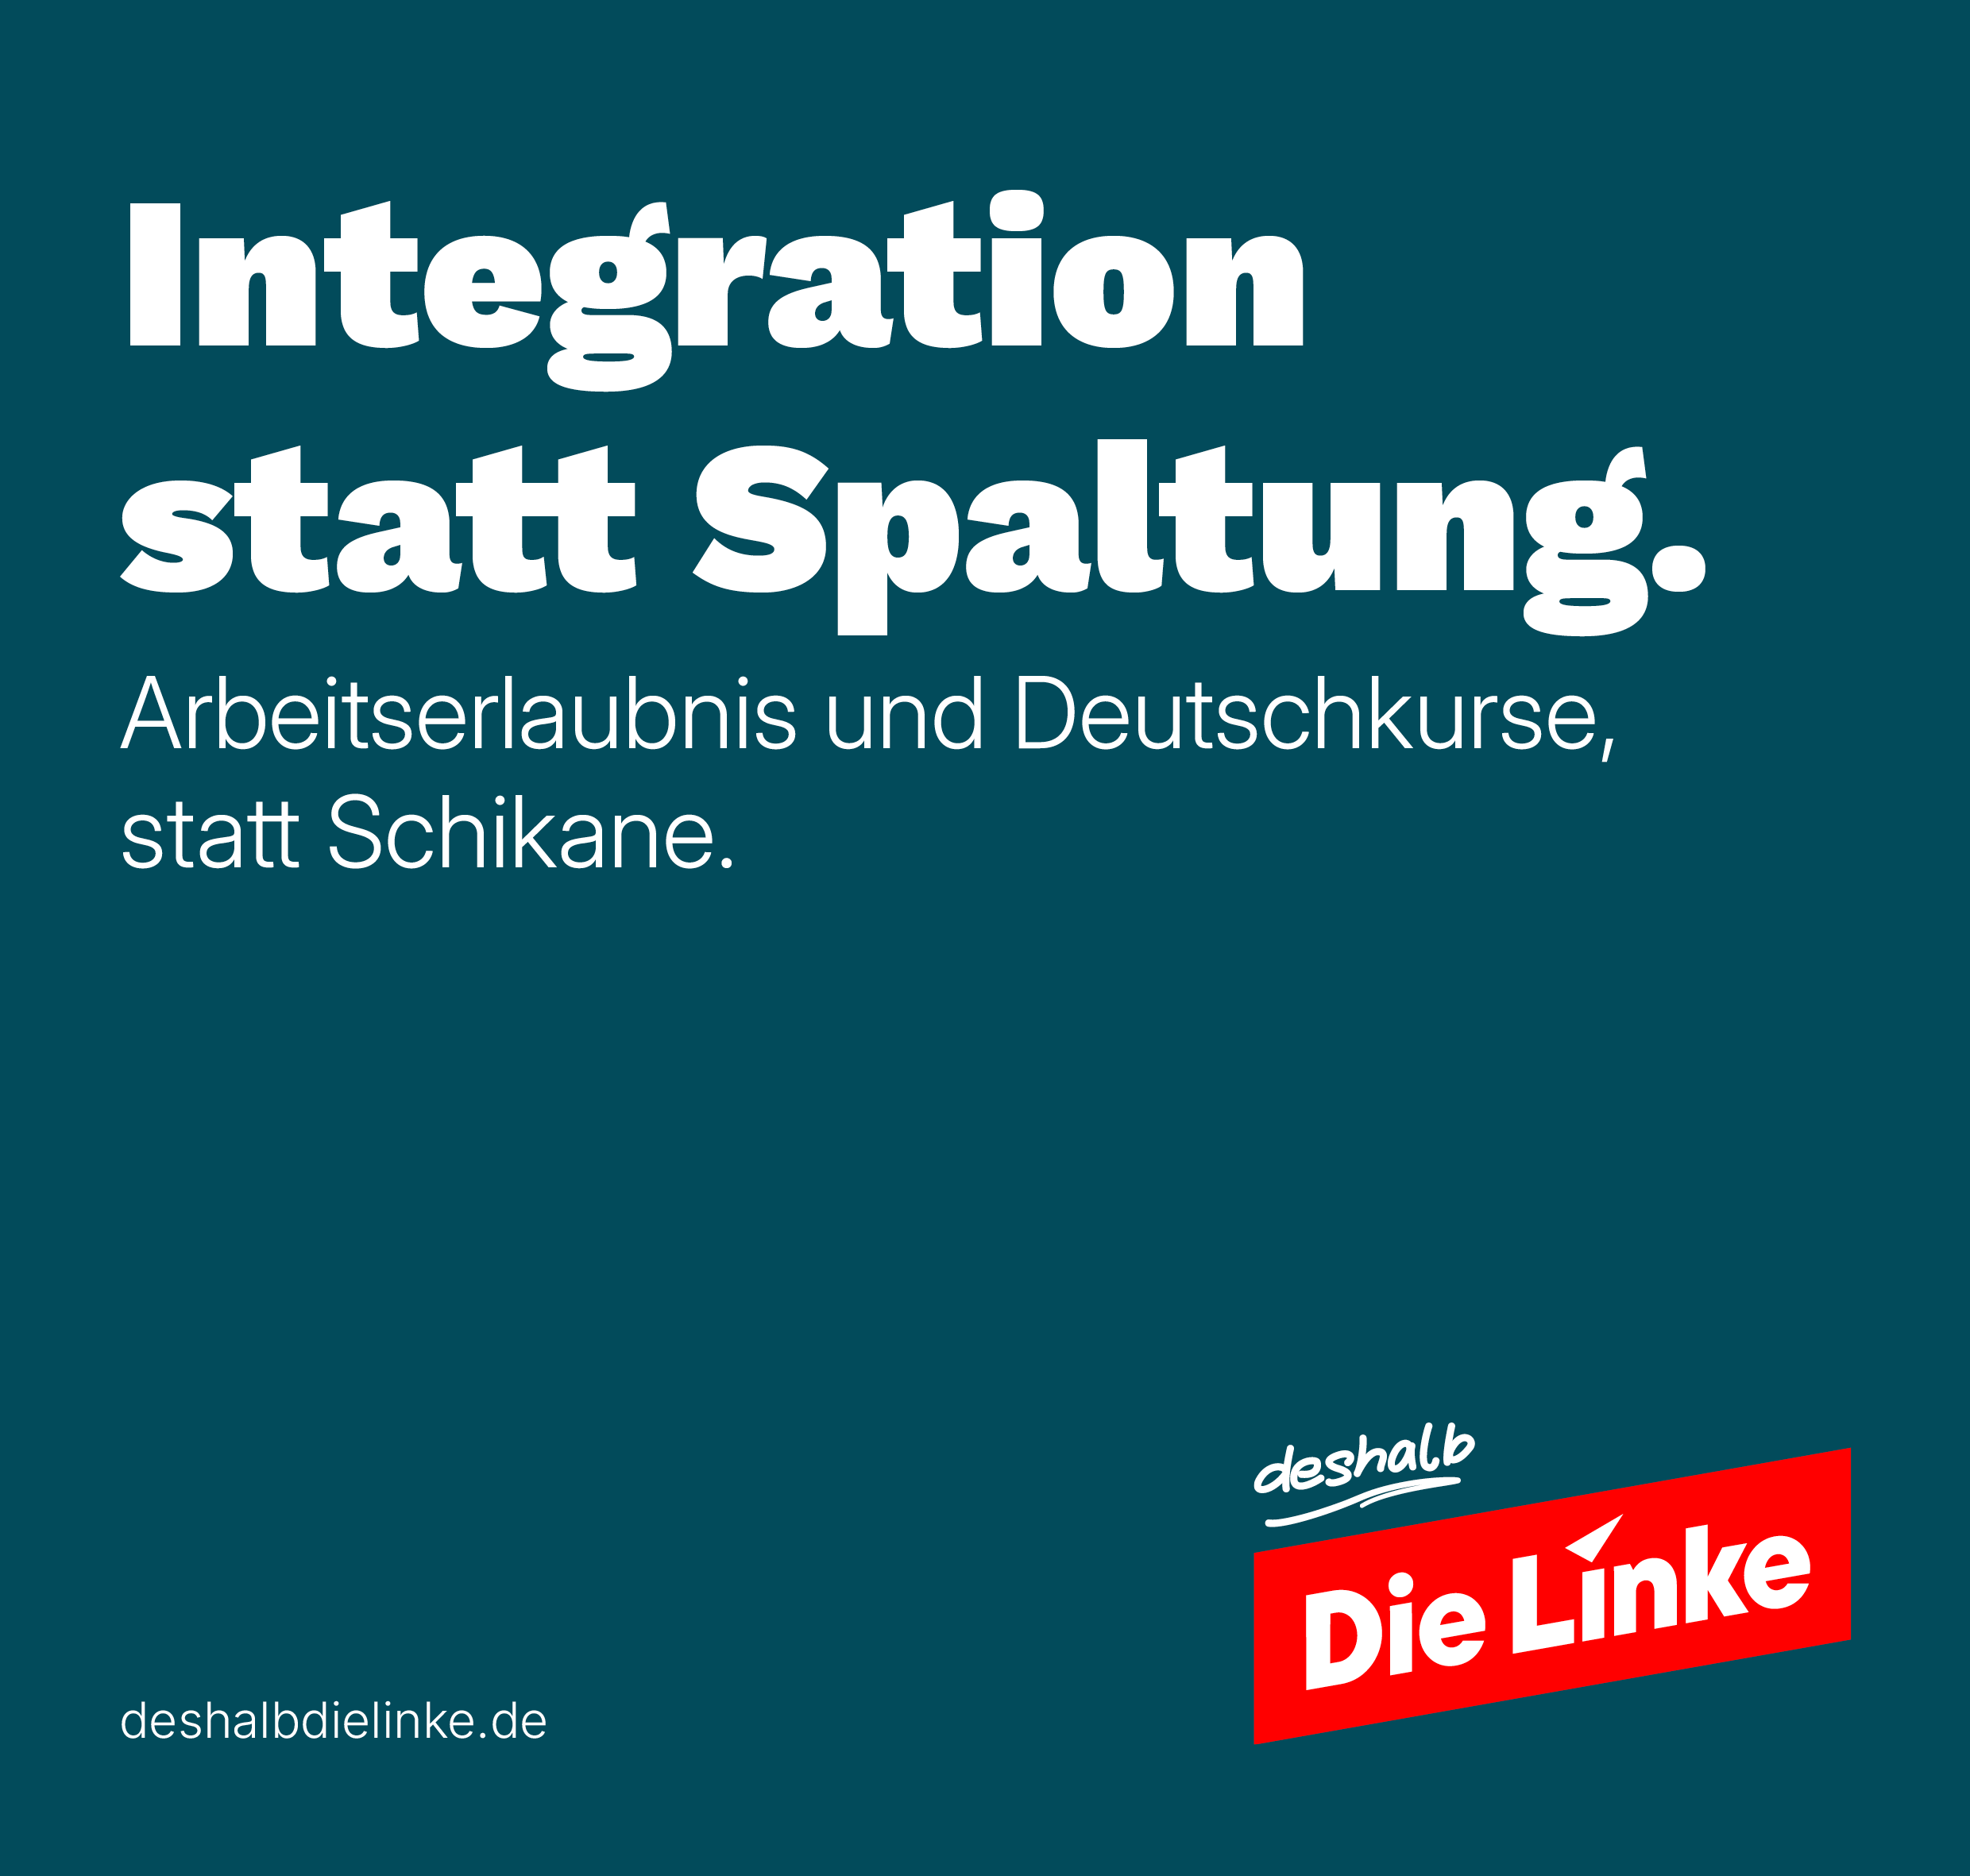 Integration
statt Spaltung.
Arbeitserlaubnis und Deutschkurse,
statt Schikane.
deshalb
Die Linke
deshalbdielinke.de